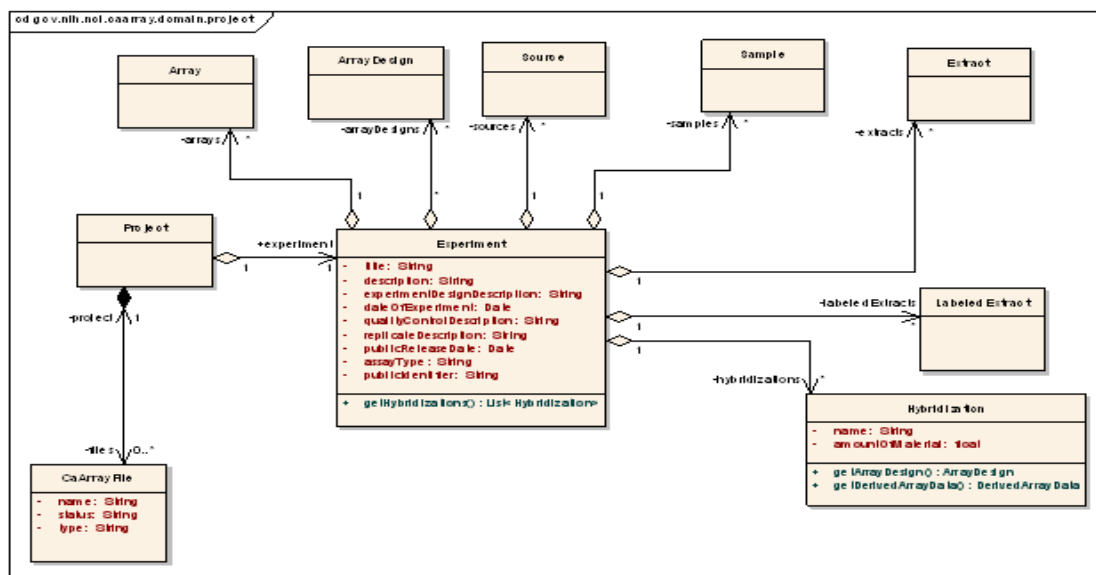 cd gov.nih.nci.caarray.domain.project
Array
ArrayDesign
Source
Sample
Extract
-arrays
*
-arrayDesigns
*
-sources
*
-samples
*
-extracts
*
1
*
1
1
Project
+experiment
1
1
Experiment
- title: String
- description: String
- experimentDesignDescription: String
- dateOfExperiment: Date
- qualityControlDescription: String
- replicateDescription: String
- publicReleaseDate: Date
- assayType: String
- publicIdentifier: String
+ getHybridizations() : List<Hybridization>
1
-labeledExtracts
1
*
Labeled Extract
1
-hybridizations
*
Hybridization
- name: String
- amountOfMaterial: float
+ getArrayDesign() : ArrayDesign
+ getDerivedArrayData() : DerivedArrayData
-project
1
-files
0..*
CaArrayFile
- name: String
- status: String
- type: String